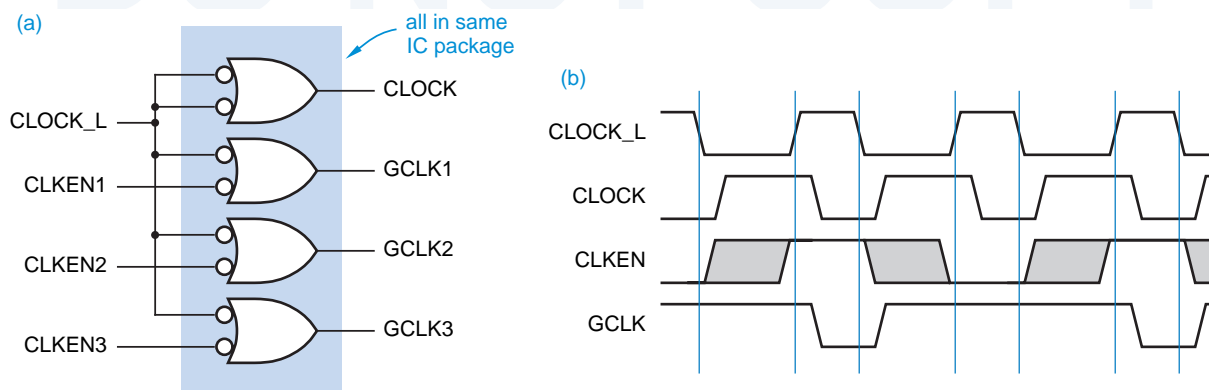 (a)
all in same
IC package
CLOCK_L
CLKEN1
CLKEN2
CLKEN3
CLOCK
GCLK1
GCLK2
GCLK3
(b)
CLOCK_L
CLOCK
CLKEN
GCLK